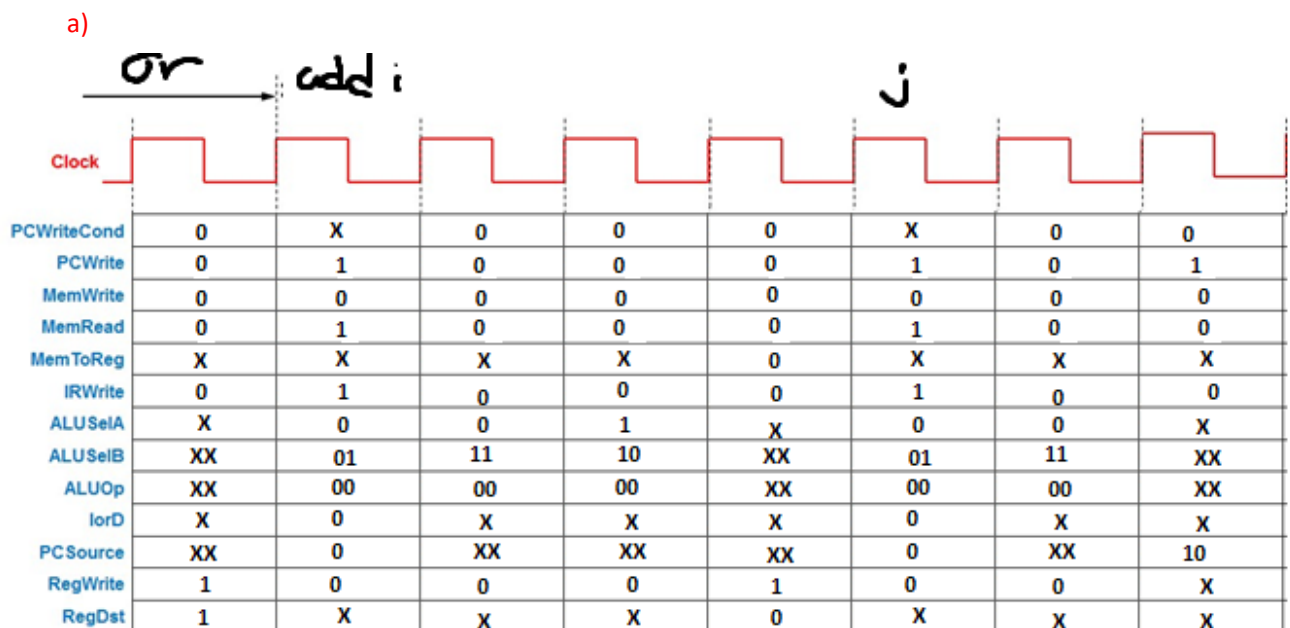 a)
or addi j
Clock
PCWriteCond 0 X 0 0 0 X 0 0
PCWrite 0 1 0 0 0 1 0 1
MemWrite 0 0 0 0 0 0 0 0
MemRead 0 1 0 0 0 1 0 0
MemToReg X X X X 0 X X X
IRWrite 0 1 0 0 0 1 0 0
ALUSelA X 0 0 1 X 0 0 X
ALUSelB XX 01 11 10 XX 01 11 XX
ALUOp XX 00 00 00 XX 00 00 XX
IorD X 0 X X X 0 X X
PCSource XX 0 XX XX XX 0 XX 10
RegWrite 1 0 0 0 1 0 0 X
RegDst 1 X X X 0 X X X